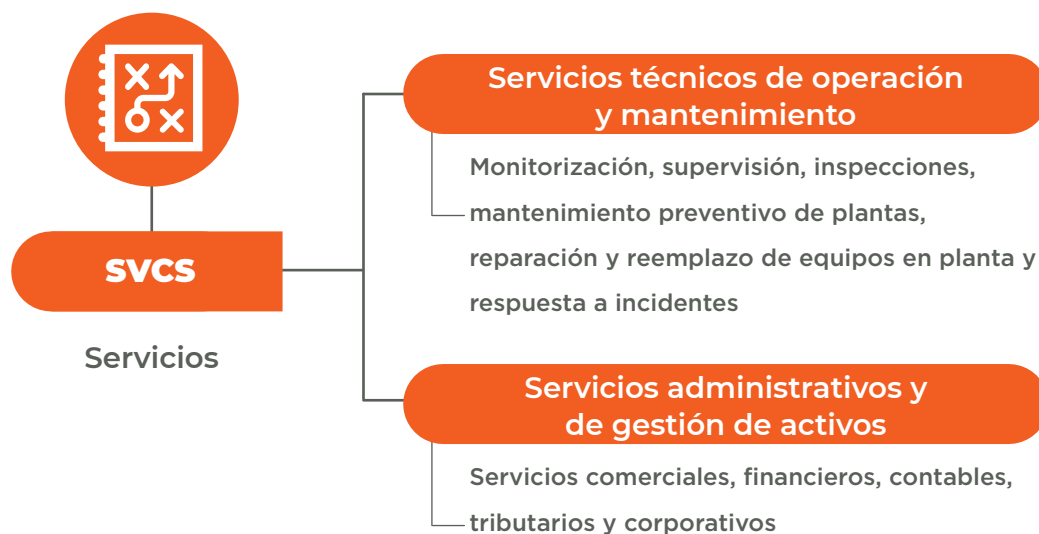 svcs
Servicios
Servicios técnicos de operación
y mantenimiento
Monitorización, supervisión, inspecciones,
mantenimiento preventivo de plantas,
reparación y reemplazo de equipos en planta y
respuesta a incidentes
Servicios administrativos y
de gestión de activos
Servicios comerciales, financieros, contables,
tributarios y corporativos